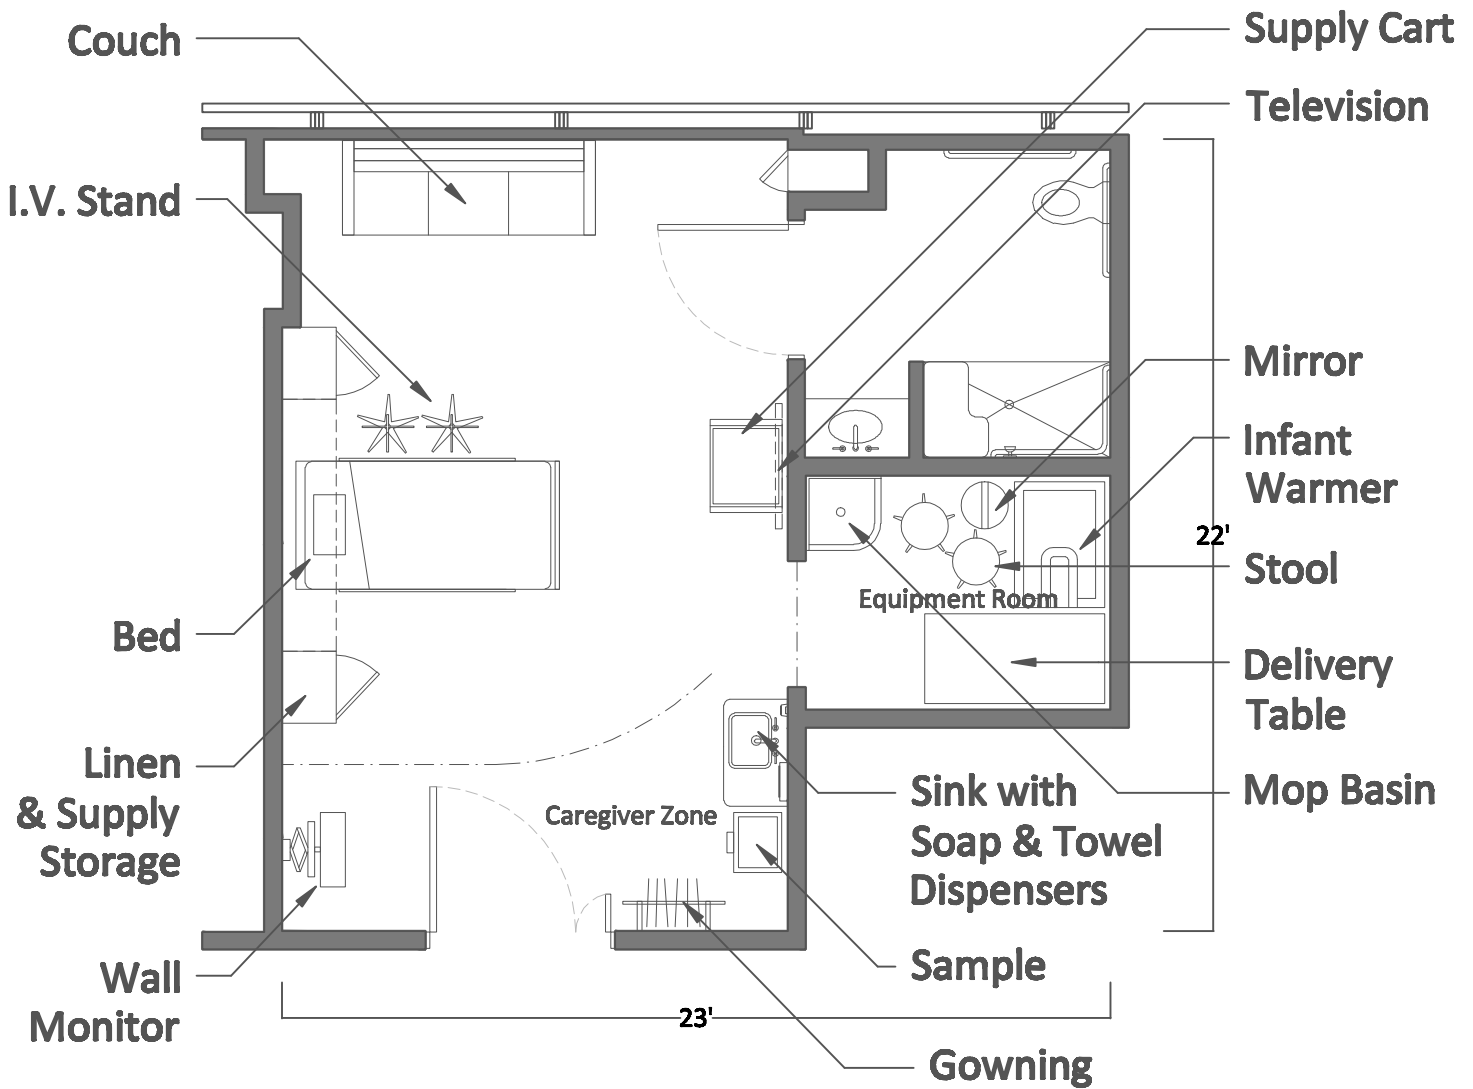 Couch
Supply Cart
Television
I.V. Stand
Mirror
Infant
Warmer
22'
Stool
Equipment Room
Bed
Delivery
Table
Linen
& Supply
Storage
Caregiver Zone
Sink with
Soap & Towel
Dispensers
Mop Basin
Wall
Monitor
Sample
23'
Gowning